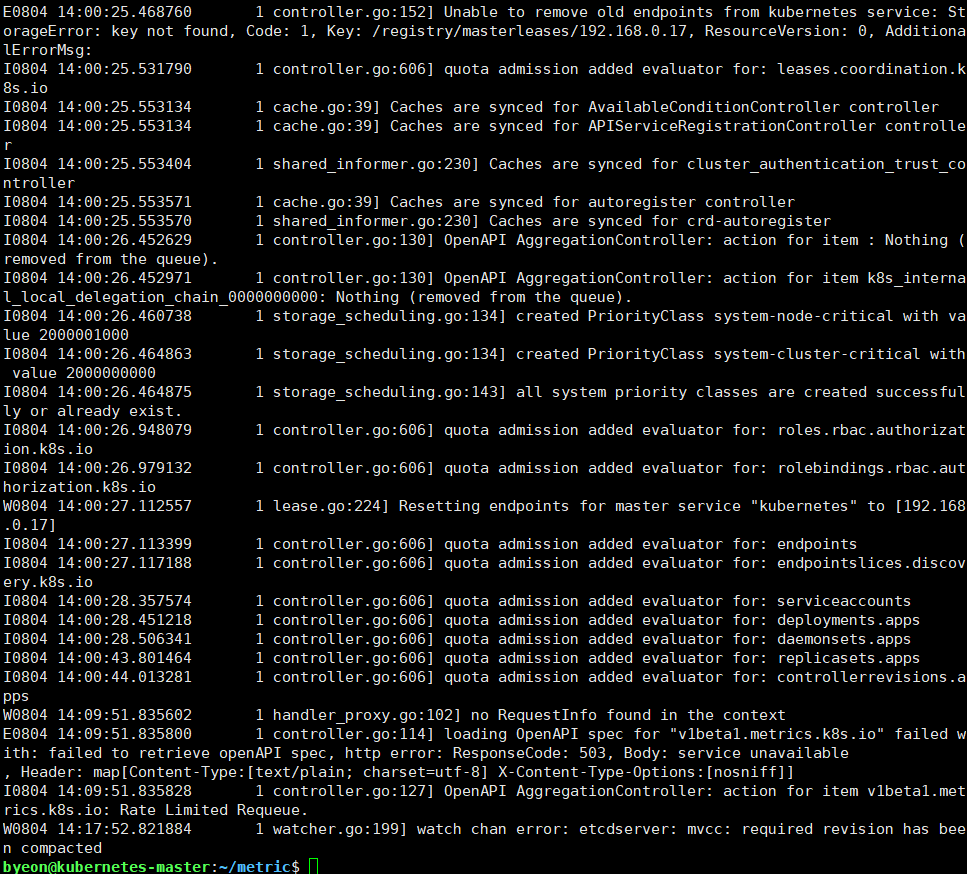 E0804 14:00:25.468760       1 controller.go:152] Unable to remove old endpoints from kubernetes service: St
orageError: key not found, Code: 1, Key: /registry/masterleases/192.168.0.17, ResourceVersion: 0, Additiona
lErrorMsg:
I0804 14:00:25.531790       1 controller.go:606] quota admission added evaluator for: leases.coordination.k
8s.io
I0804 14:00:25.553134       1 cache.go:39] Caches are synced for AvailableConditionController controller
I0804 14:00:25.553134       1 cache.go:39] Caches are synced for APIServiceRegistrationController controlle
r
I0804 14:00:25.553404       1 shared_informer.go:230] Caches are synced for cluster_authentication_trust_co
ntroller
I0804 14:00:25.553571       1 cache.go:39] Caches are synced for autoregister controller
I0804 14:00:25.553570       1 shared_informer.go:230] Caches are synced for crd-autoregister
I0804 14:00:26.452629       1 controller.go:130] OpenAPI AggregationController: action for item : Nothing (
removed from the queue).
I0804 14:00:26.452971       1 controller.go:130] OpenAPI AggregationController: action for item k8s_interna
l_local_delegation_chain_0000000000: Nothing (removed from the queue).
I0804 14:00:26.460738       1 storage_scheduling.go:134] created PriorityClass system-node-critical with va
lue 2000001000
I0804 14:00:26.464863       1 storage_scheduling.go:134] created PriorityClass system-cluster-critical with
 value 2000000000
I0804 14:00:26.464875       1 storage_scheduling.go:143] all system priority classes are created successful
ly or already exist.
I0804 14:00:26.948079       1 controller.go:606] quota admission added evaluator for: roles.rbac.authorizat
ion.k8s.io
I0804 14:00:26.979132       1 controller.go:606] quota admission added evaluator for: rolebindings.rbac.aut
horization.k8s.io
W0804 14:00:27.112557       1 lease.go:224] Resetting endpoints for master service "kubernetes" to [192.168
.0.17]
I0804 14:00:27.113399       1 controller.go:606] quota admission added evaluator for: endpoints
I0804 14:00:27.117188       1 controller.go:606] quota admission added evaluator for: endpointslices.discov
ery.k8s.io
I0804 14:00:28.357574       1 controller.go:606] quota admission added evaluator for: serviceaccounts
I0804 14:00:28.451218       1 controller.go:606] quota admission added evaluator for: deployments.apps
I0804 14:00:28.506341       1 controller.go:606] quota admission added evaluator for: daemonsets.apps
I0804 14:00:43.801464       1 controller.go:606] quota admission added evaluator for: replicasets.apps
I0804 14:00:44.013281       1 controller.go:606] quota admission added evaluator for: controllerrevisions.a
pps
W0804 14:09:51.835602       1 handler_proxy.go:102] no RequestInfo found in the context
E0804 14:09:51.835800       1 controller.go:114] loading OpenAPI spec for "v1beta1.metrics.k8s.io" failed w
ith: failed to retrieve openAPI spec, http error: ResponseCode: 503, Body: service unavailable
, Header: map[Content-Type:[text/plain; charset=utf-8] X-Content-Type-Options:[nosniff]]
I0804 14:09:51.835828       1 controller.go:127] OpenAPI AggregationController: action for item v1beta1.met
rics.k8s.io: Rate Limited Requeue.
W0804 14:17:52.821884       1 watcher.go:199] watch chan error: etcdserver: mvcc: required revision has bee
n compacted
byeon@kubernetes-master:~/metric$